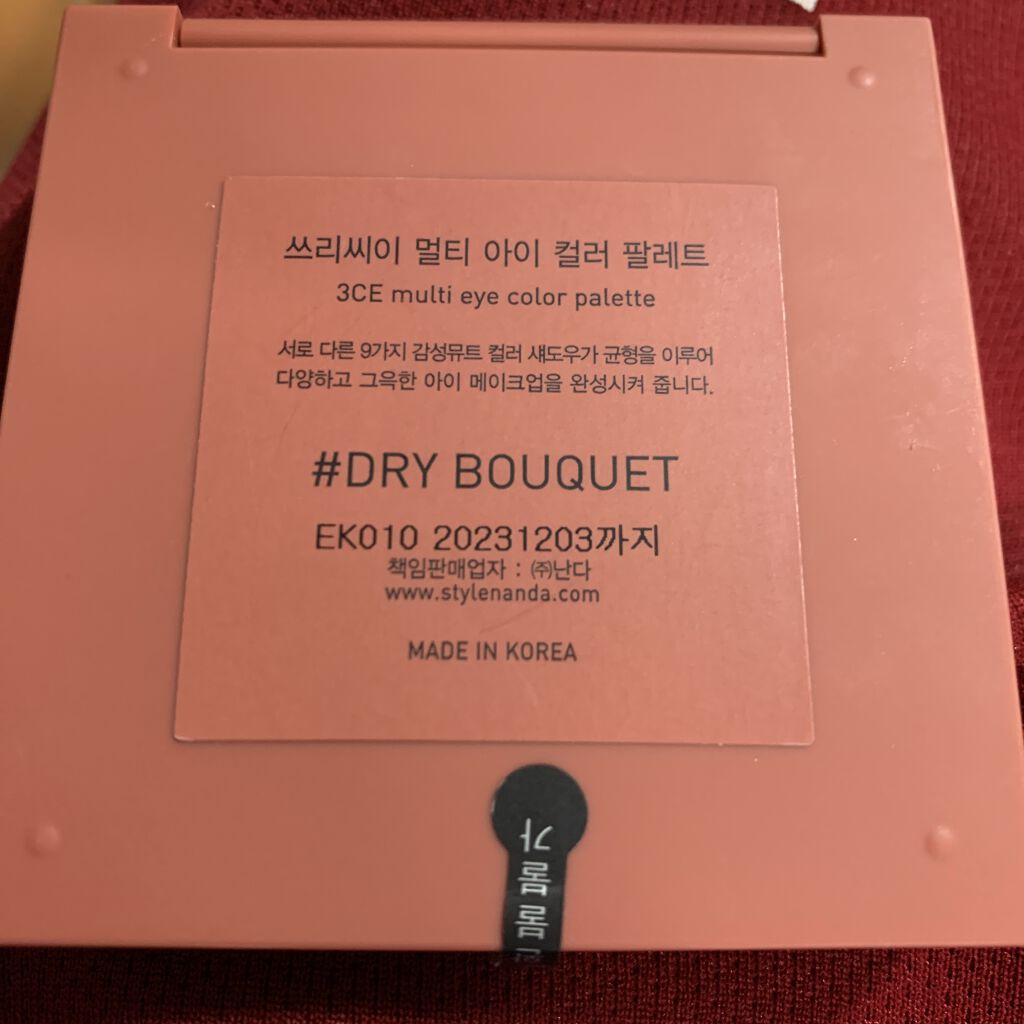 쓰리씨이 멀티 아이 컬러 팔레트
3CE multi eye color palette
서로 다른 9가지 감성뮤트 컬러 섀도우가 균형을 이루어
다양하고 그윽한 아이 메이크업을 완성시켜 줍니다.
#DRY BOUQUET
EK010 20231203까지
책임판매업자 : ㈜난다
www.stylenanda.com
MADE IN KOREA